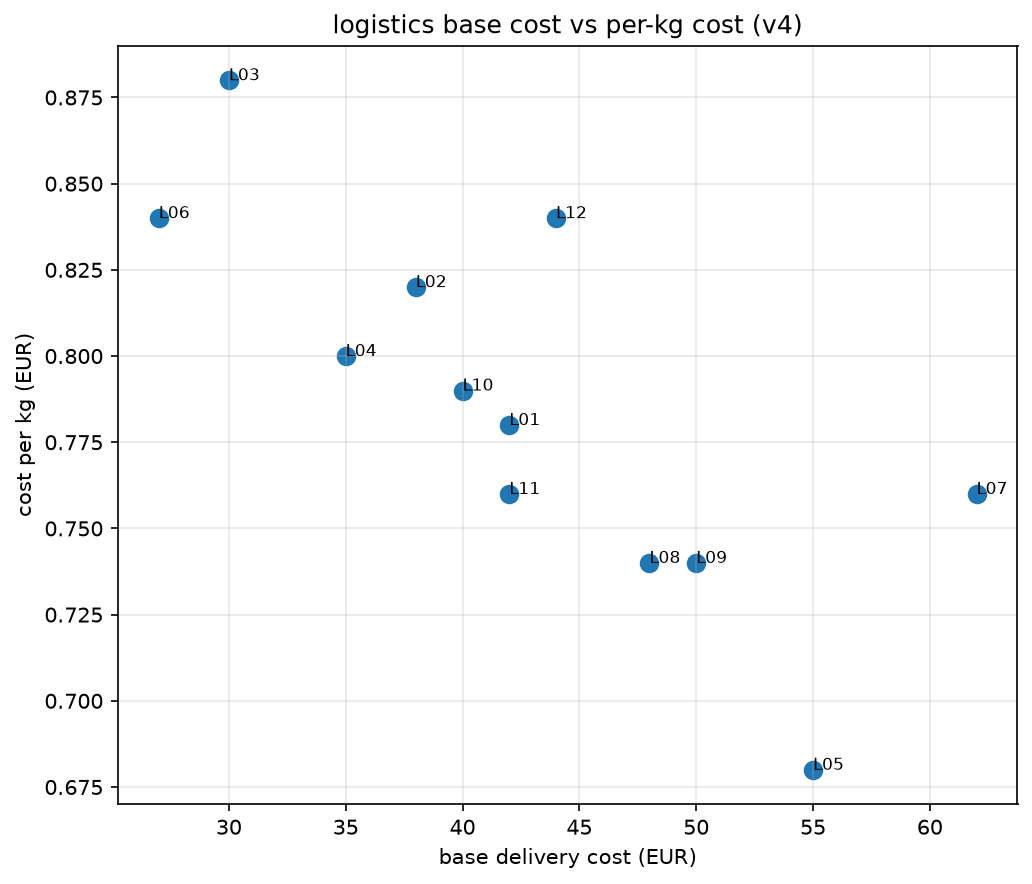 logistics base cost vs per-kg cost (v4)
cost per kg (EUR)
0.875
0.850
0.825
0.800
0.775
0.750
0.725
0.700
0.675
L03
L06
L12
L02
L04
L10
L01
L11
L07
L08
L09
L05
30
35
40
45
50
55
60
base delivery cost (EUR)